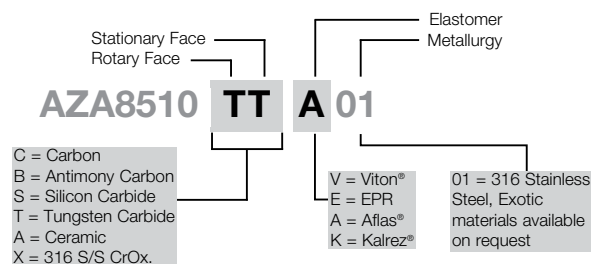 Elastomer
Stationary Face
Metallurgy
Rotary Face
AZA8510 TT A 01
C = Carbon
B = Antimony Carbon
S = Silicon Carbide
T = Tungsten Carbide
A = Ceramic
X = 316 S/S CrOx.
V = Viton®
E = EPR
A = Aflas®
K = Kalrez®
01 = 316 Stainless
Steel, Exotic
materials available
on request